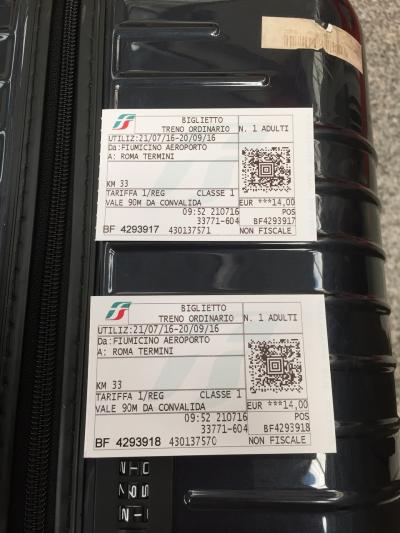 BIGLIETTO
TRENO ORDINARIO N. 1 ADULTI
UTILIZ:21/07/16-20/09/16
Da:FIUMICINO AEROPORTO
A: ROMA TERMINI
KM 33
TARIFFA 1/REG CLASSE 1
VALE 90M DA CONVALIDA EUR ***14,00
09:52 210716 POS
33771-604 BF4293917
BF 4293917 430137571 NON FISCALE
BIGLIETTO
TRENO ORDINARIO N. 1 ADULTI
UTILIZ:21/07/16-20/09/16
Da:FIUMICINO AEROPORTO
A: ROMA TERMINI
KM 33
TARIFFA 1/REG CLASSE 1
VALE 90M DA CONVALIDA EUR ***14,00
09:52 210716 POS
33771-604 BF4293918
BF 4293918 430137570 NON FISCALE